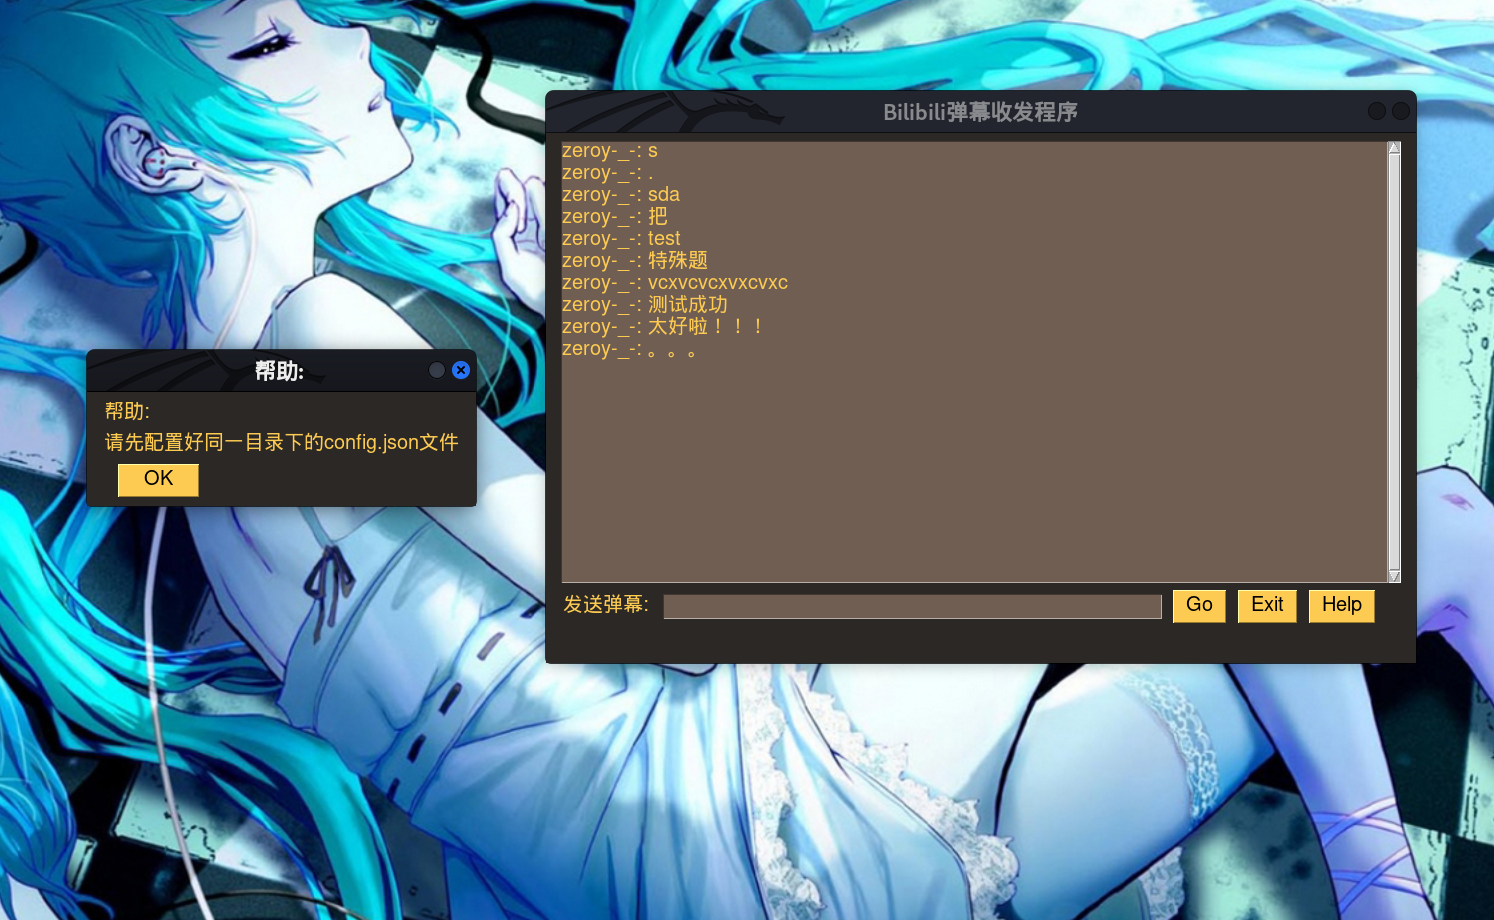 Bilibili弹幕收发程序
zeroy-_-: s
zeroy-_-: .
zeroy-_-: sda
zeroy-_-: 把
zeroy-_-: test
zeroy-_-: 特殊题
zeroy-_-: vcxvcvcxvxcvxc
zeroy-_-: 测试成功
zeroy-_-: 太好啦！！！
zeroy-_-: 。。。
发送弹幕:
Go
Exit
Help
帮助:
帮助:
请先配置好同一目录下的config.json文件
OK